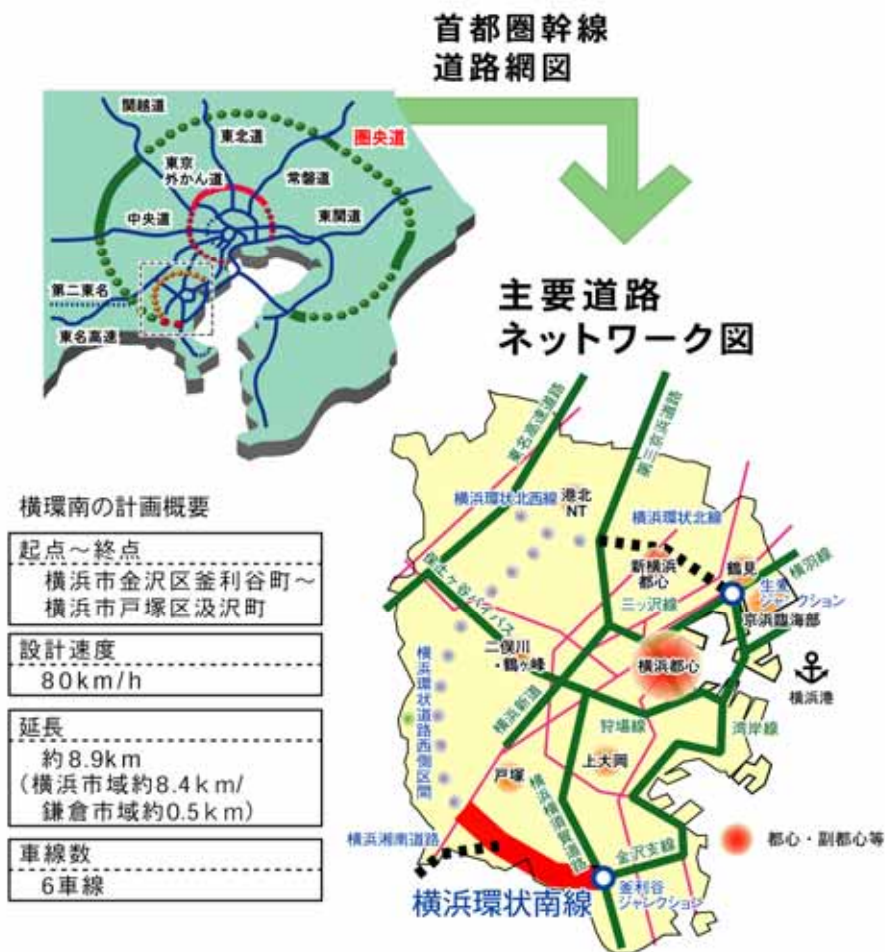 首都圏幹線
道路網図
関越道
東北道
圏央道
東京
外かん道
常磐道
中央道
東関道
第二東名
東名高速
主要道路
ネットワーク図
東名高速道路
第三京浜道路
横浜環状北西線
港北
NT
横浜環状北線
新横浜
都心
鶴見
横羽線
生麦
ジャンクション
京浜臨海部
保土ヶ谷バイパス
三ッ沢線
二俣川
・鶴ヶ峰
横浜都心
横浜港
横浜環状道路西側区間
横浜新道
狩場線
湾岸線
上大岡
戸塚
横浜横須賀道路
横浜湘南道路
金沢支線
都心・副都心等
釜利谷
ジャンクション
横浜環状南線
横環南の計画概要
起点～終点
横浜市金沢区釜利谷町～
横浜市戸塚区汲沢町
設計速度
80km/h
延長
約8.9km
(横浜市域約8.4km/
鎌倉市域約0.5km)
車線数
6車線